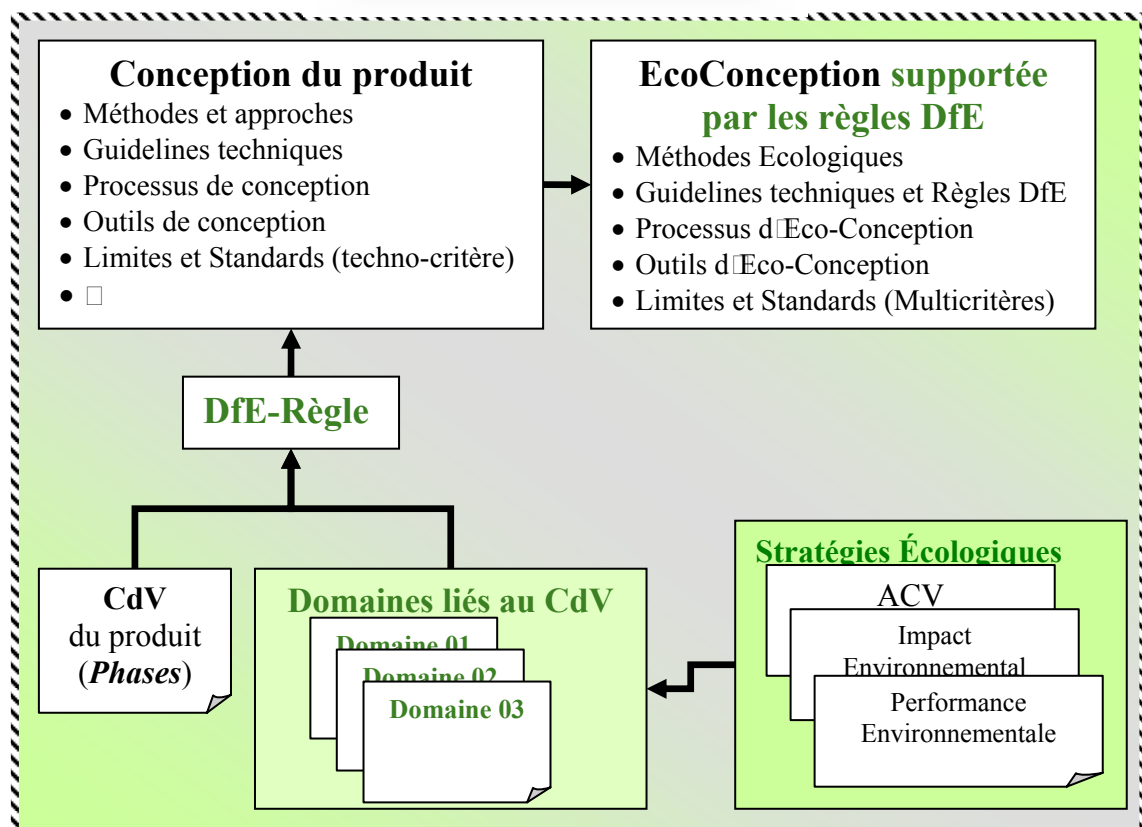 Conception du produit
• Méthodes et approches
• Guidelines techniques
• Processus de conception
• Outils de conception
• Limites et Standards (techno-critère)
• □
EcoConception supportée
par les règles DfE
• Méthodes Ecologiques
• Guidelines techniques et Règles DfE
• Processus d□Eco-Conception
• Outils d□Eco-Conception
• Limites et Standards (Multicritères)
DfE-Règle
CdV
du produit
(Phases)
Domaines liés au CdV
Domaine 01
Domaine 02
Domaine 03
Stratégies Écologiques
ACV
Impact
Environnemental
Performance
Environnementale